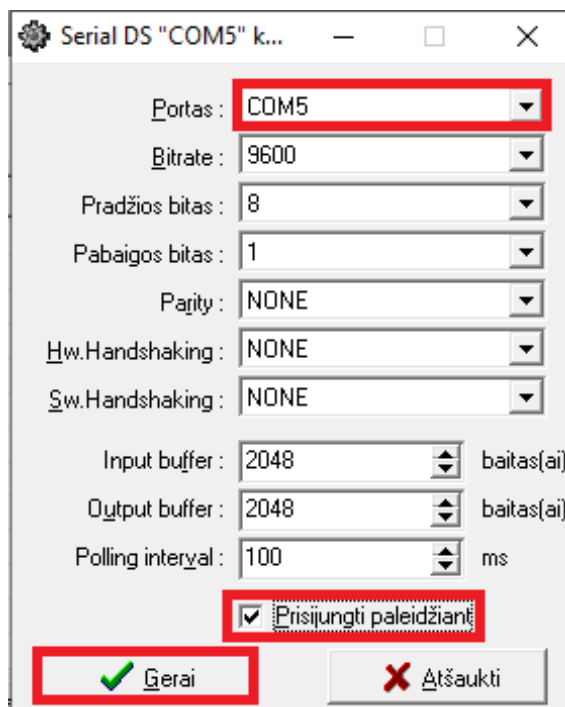 Serial DS "COM5" k...
Portas : COM5
Bitrate : 9600
Pradžios bitas : 8
Pabaigos bitas : 1
Parity : NONE
Hw.Handshaking : NONE
Sw.Handshaking : NONE
Input buffer : 2048 baitas(ai)
Output buffer : 2048 baitas(ai)
Polling interval : 100 ms
Prisijungti paleidžiant
Gerai Atšaukti